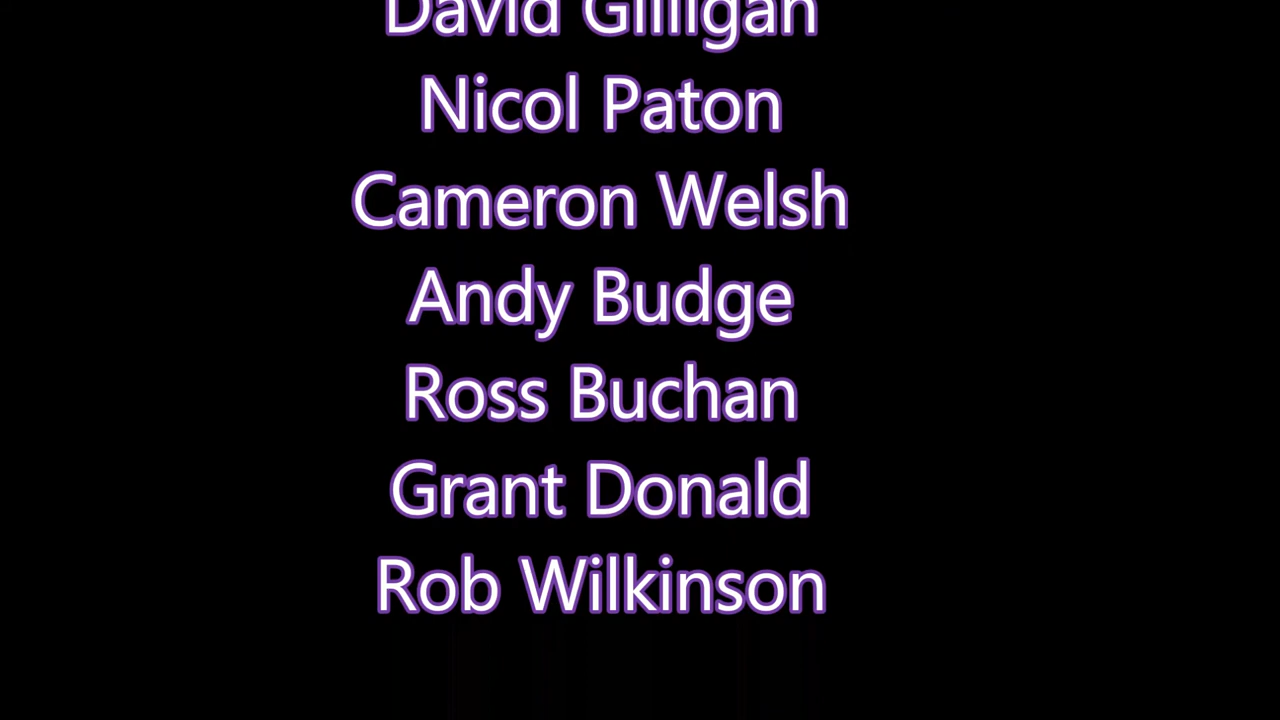 David Gilligan
Nicol Paton
Cameron Welsh
Andy Budge
Ross Buchan
Grant Donald
Rob Wilkinson